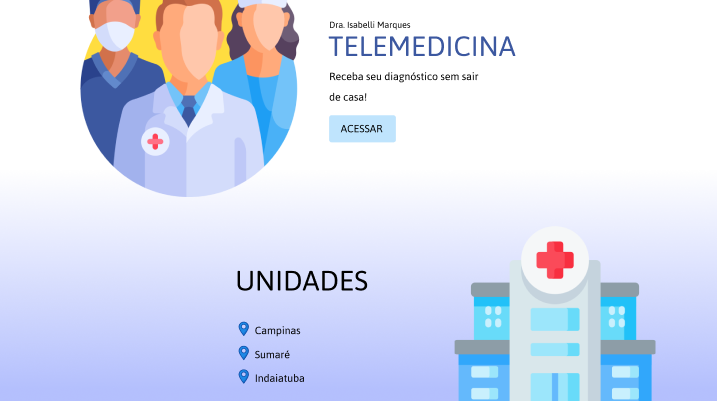 Dra. Isabelli Marques
TELEMEDICINA
Receba seu diagnóstico sem sair
de casa!
ACESSAR
UNIDADES
Campinas
Sumaré
Indaiatuba